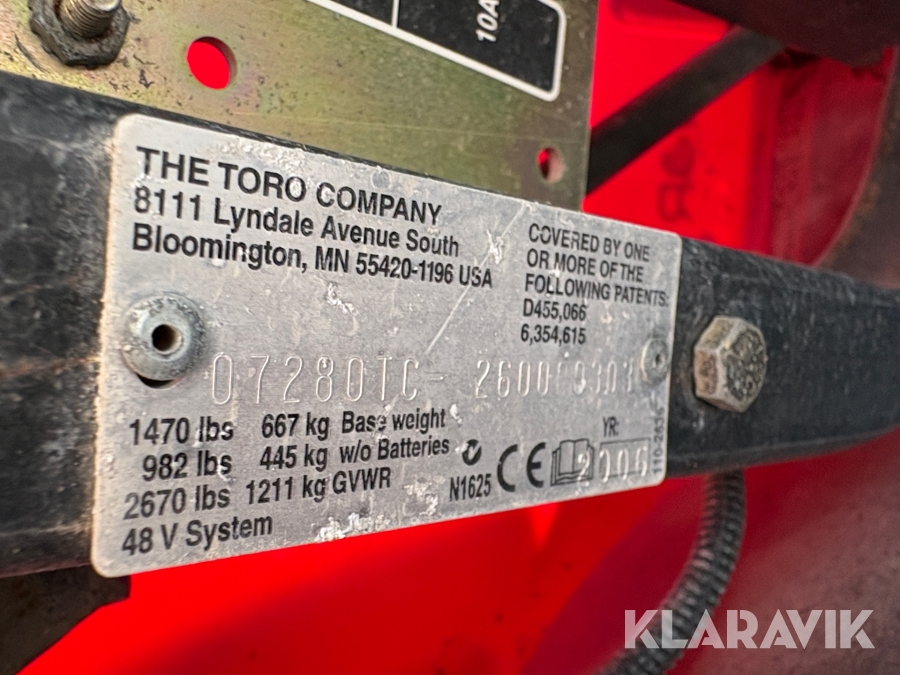 10A
THE TORO COMPANY
8111 Lyndale Avenue South
Bloomington, MN 55420-1196 USA
COVERED BY ONE
OR MORE OF THE
FOLLOWING PATENTS:
D455,066
6,354,615
07280TC-
1470 lbs 667 kg Base weight
982 lbs 445 kg w/o Batteries
2670 lbs 1211 kg GVWR
48 V System
N1625
CE
YR:
2006
KLARAVIK